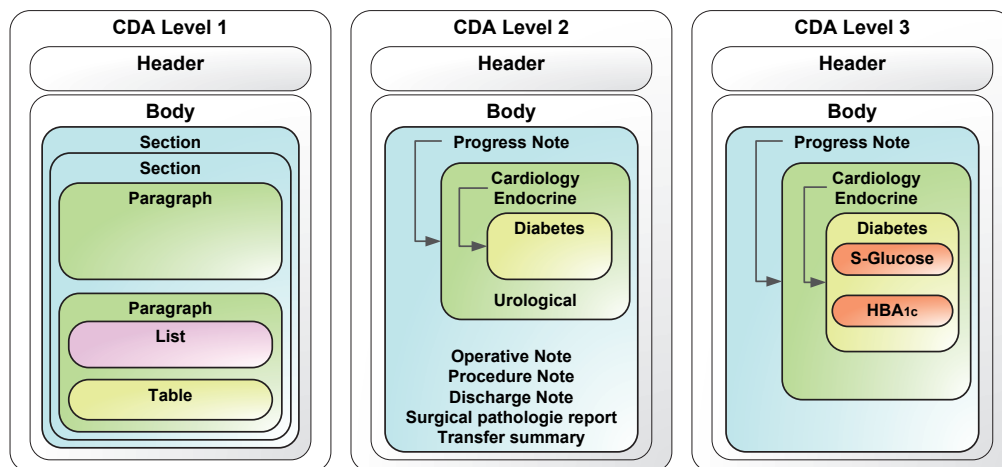 CDA Level 1
Header
Body
Section
Section
Paragraph
Paragraph
List
Table
CDA Level 2
Header
Body
Progress Note
Cardiology
Endocrine
Diabetes
Urological
Operative Note
Procedure Note
Discharge Note
Surgical pathologie report
Transfer summary
CDA Level 3
Header
Body
Progress Note
Cardiology
Endocrine
Diabetes
S-Glucose
HBA1c